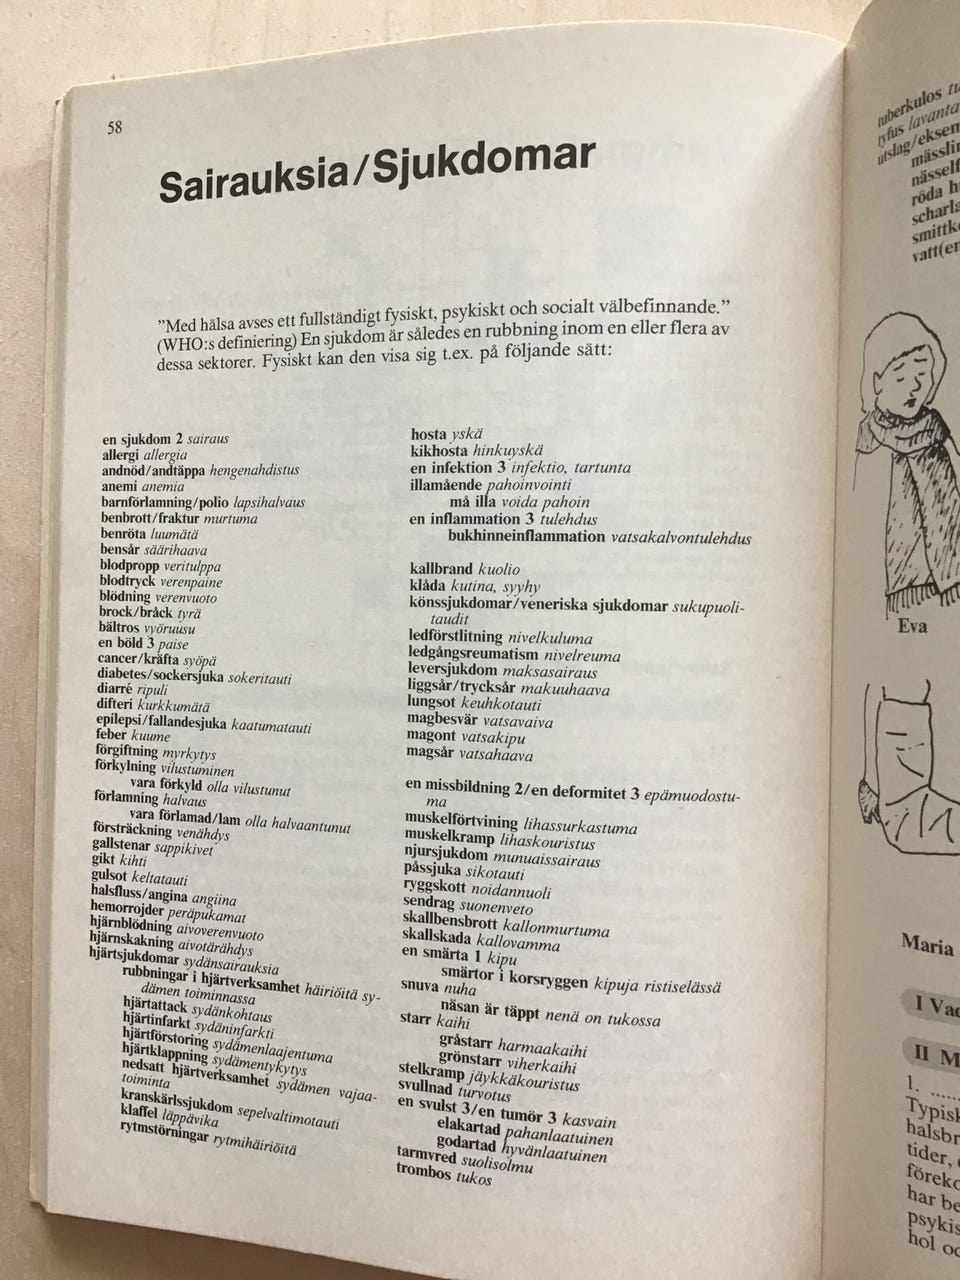 58
Sairauksia/Sjukdomar
"Med hälsa avses ett fullständigt fysiskt, psykiskt och socialt välbefinnande."
(WHO:s definiering) En sjukdom är således en rubbning inom en eller flera av
dessa sektorer. Fysiskt kan den visa sig t.ex. på följande sätt:
en sjukdom 2 sairaus
allergi allergia
andnöd/andtäppa hengenahdistus
anemi anemia
barnförlamning/polio lapsihalvaus
benbrott/fraktur murtuma
benröta luumätä
bensår säärihaava
blodpropp veritulppa
blodtryck verenpaine
blödning verenvuoto
brock/bråck tyrä
bältros vyöruusu
en böld 3 paise
cancer/kräfta syöpä
diabetes/sockersjuka sokeritauti
diarré ripuli
difteri kurkkumätä
epilepsi/fallandesjuka kaatumatauti
feber kuume
förgiftning myrkytys
förkylning vilustuminen
vara förkyld olla vilustunut
förlamning halvaus
vara förlamad/lam olla halvaantunut
försträckning venähdys
gallstenar sappikivet
gikt kihti
gulsot keltatauti
halsfluss/angina angiina
hemorrojder peräpukamat
hjärnblödning aivoverenvuoto
hjärnskakning aivotärähdys
hjärtsjukdomar sydänsairauksia
rubbningar i hjärtverksamhet häiriöitä sy-
dämen toiminnassa
hjärtattack sydänkohtaus
hjärtinfarkt sydäninfarkti
hjärtförstoring sydämenlaajentuma
hjärtklappning sydämentykytys
nedsatt hjärtverksamhet sydämen vajaa-
toiminta
kranskärlssjukdom sepelvaltimotauti
klaffel läppävika
rytmstörningar rytmihäiriöitä
hosta yskä
kikhosta hinkuyskä
en infektion 3 infektio, tartunta
illamående pahoinvointi
må illa voida pahoin
en inflammation 3 tulehdus
bukhinneinflammation vatsakalvontulehdus
kallbrand kuolio
klåda kutina, syyhy
könssjukdomar/veneriska sjukdomar sukupuoli-
taudit
ledförstlitning nivelkuluma
ledgångsreumatism nivelreuma
leversjukdom maksasairaus
liggsår/trycksår makuuhaava
lungsot keuhkotauti
magbesvär vatsavaiva
magont vatsakipu
magsår vatsahaava
en missbildning 2/en deformitet 3 epämuodostu-
ma
muskelförtvining lihassurkastuma
muskelkramp lihaskouristus
njursjukdom munuaissairaus
påssjuka sikotauti
ryggskott noidannuoli
sendrag suonenveto
skallbensbrott kallonmurtuma
skallskada kallovamma
en smärta 1 kipu
smärtor i korsryggen kipuja ristiselässä
snuva nuha
näsan är täppt nenä on tukossa
starr kaihi
gråstarr harmaakaihi
grönstarr viherkaihi
stelkramp jäykkäkouristus
svullnad turvotus
en svulst 3/en tumör 3 kasvain
elakartad pahanlaatuinen
godartad hyvänlaatuinen
tarmvred suolisolmu
trombos tukos
tuberkulos
tyfus lavanta
utslag/eksem
röda
Eva
Maria
I
II
1. ......
tider,
har
hol